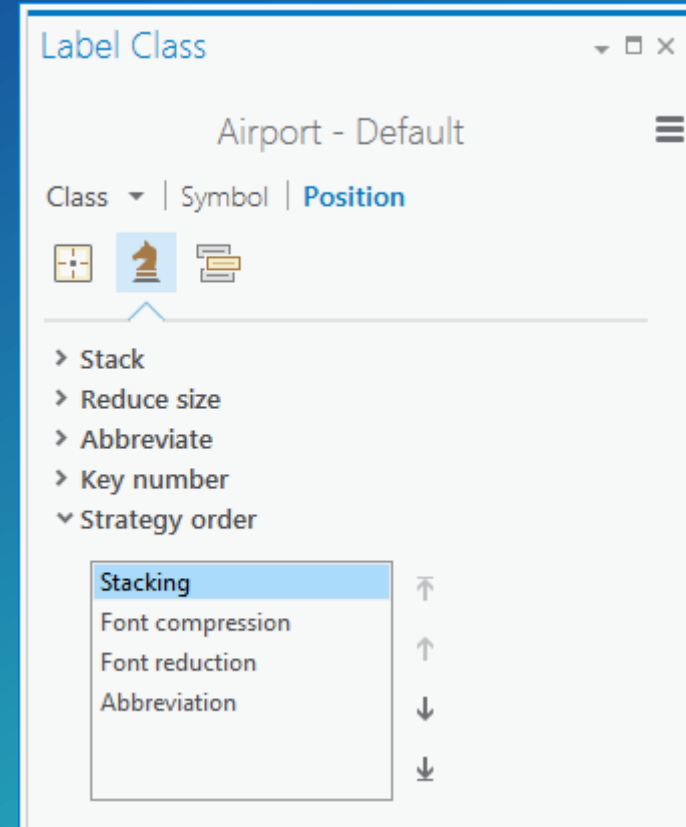 Label Class
Airport - Default
Class | Symbol | Position
Stack
Reduce size
Abbreviate
Key number
Strategy order
Stacking
Font compression
Font reduction
Abbreviation